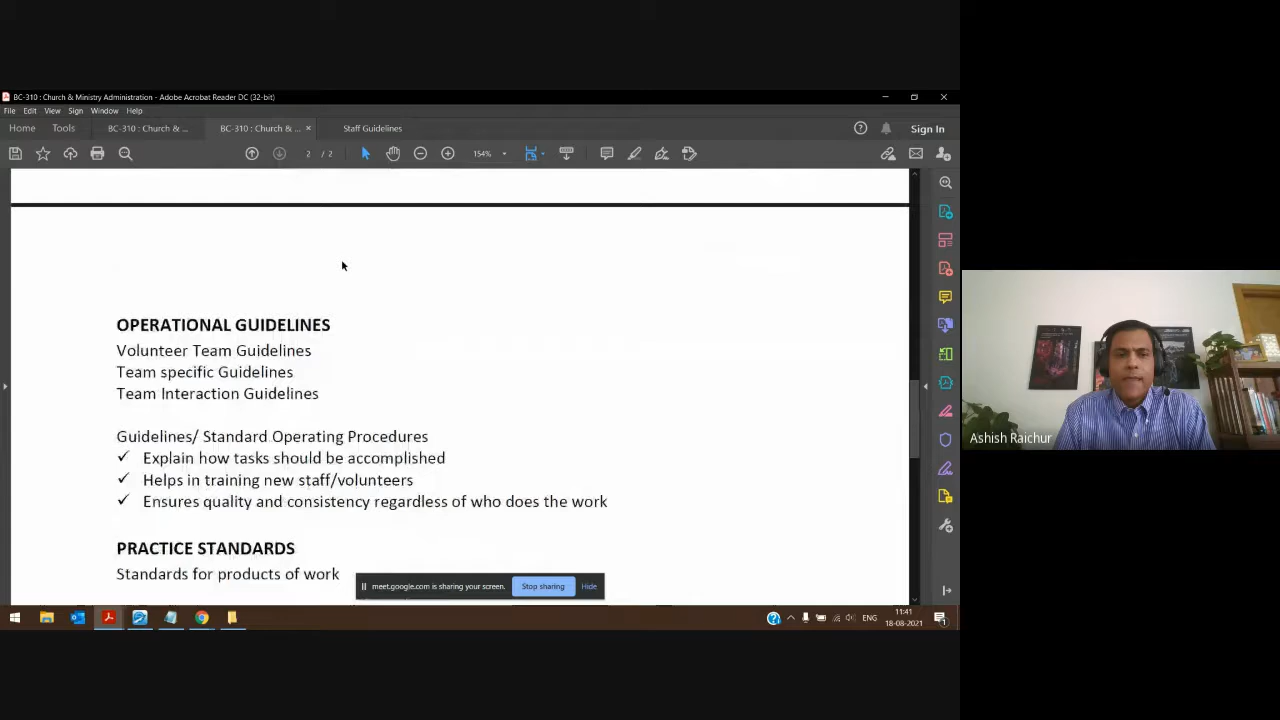 BC-310 : Church & Ministry Administration - Adobe Acrobat Reader DC (32-bit)
File Edit View Sign Window Help
Home Tools BC-310 : Church & ... BC-310 : Church & ... × Staff Guidelines Sign In
2 / 2 154%
OPERATIONAL GUIDELINES
Volunteer Team Guidelines
Team specific Guidelines
Team Interaction Guidelines
Guidelines/ Standard Operating Procedures
✓ Explain how tasks should be accomplished
✓ Helps in training new staff/volunteers
✓ Ensures quality and consistency regardless of who does the work
PRACTICE STANDARDS
Standards for products of work
meet.google.com is sharing your screen. Stop sharing Hide
ENG 11:41
18-08-2021
Ashish Raichur